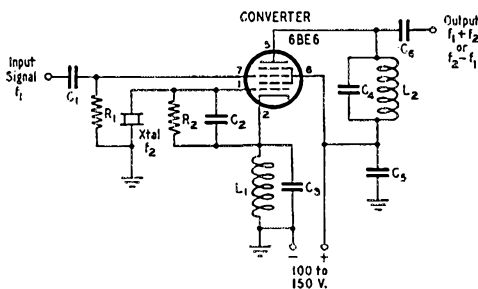 CONVERTER
6BE6
Output
f1 + f2
or
f2 - f1
Input
Signal
f1
C1
R1
Xtal
f2
R2
C2
7
1
5
6
2
L1
C3
C6
C4
L2
C5
-
+
100 to
150 V.